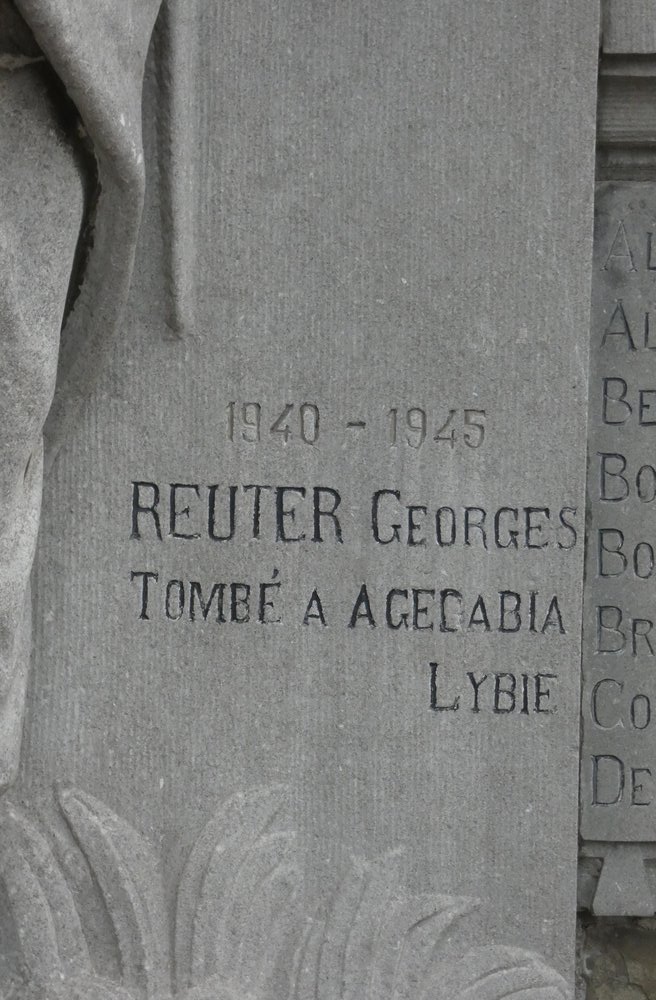 1940 - 1945
REUTER GEORGES
TOMBÉ A AGEDABIA
LYBIE